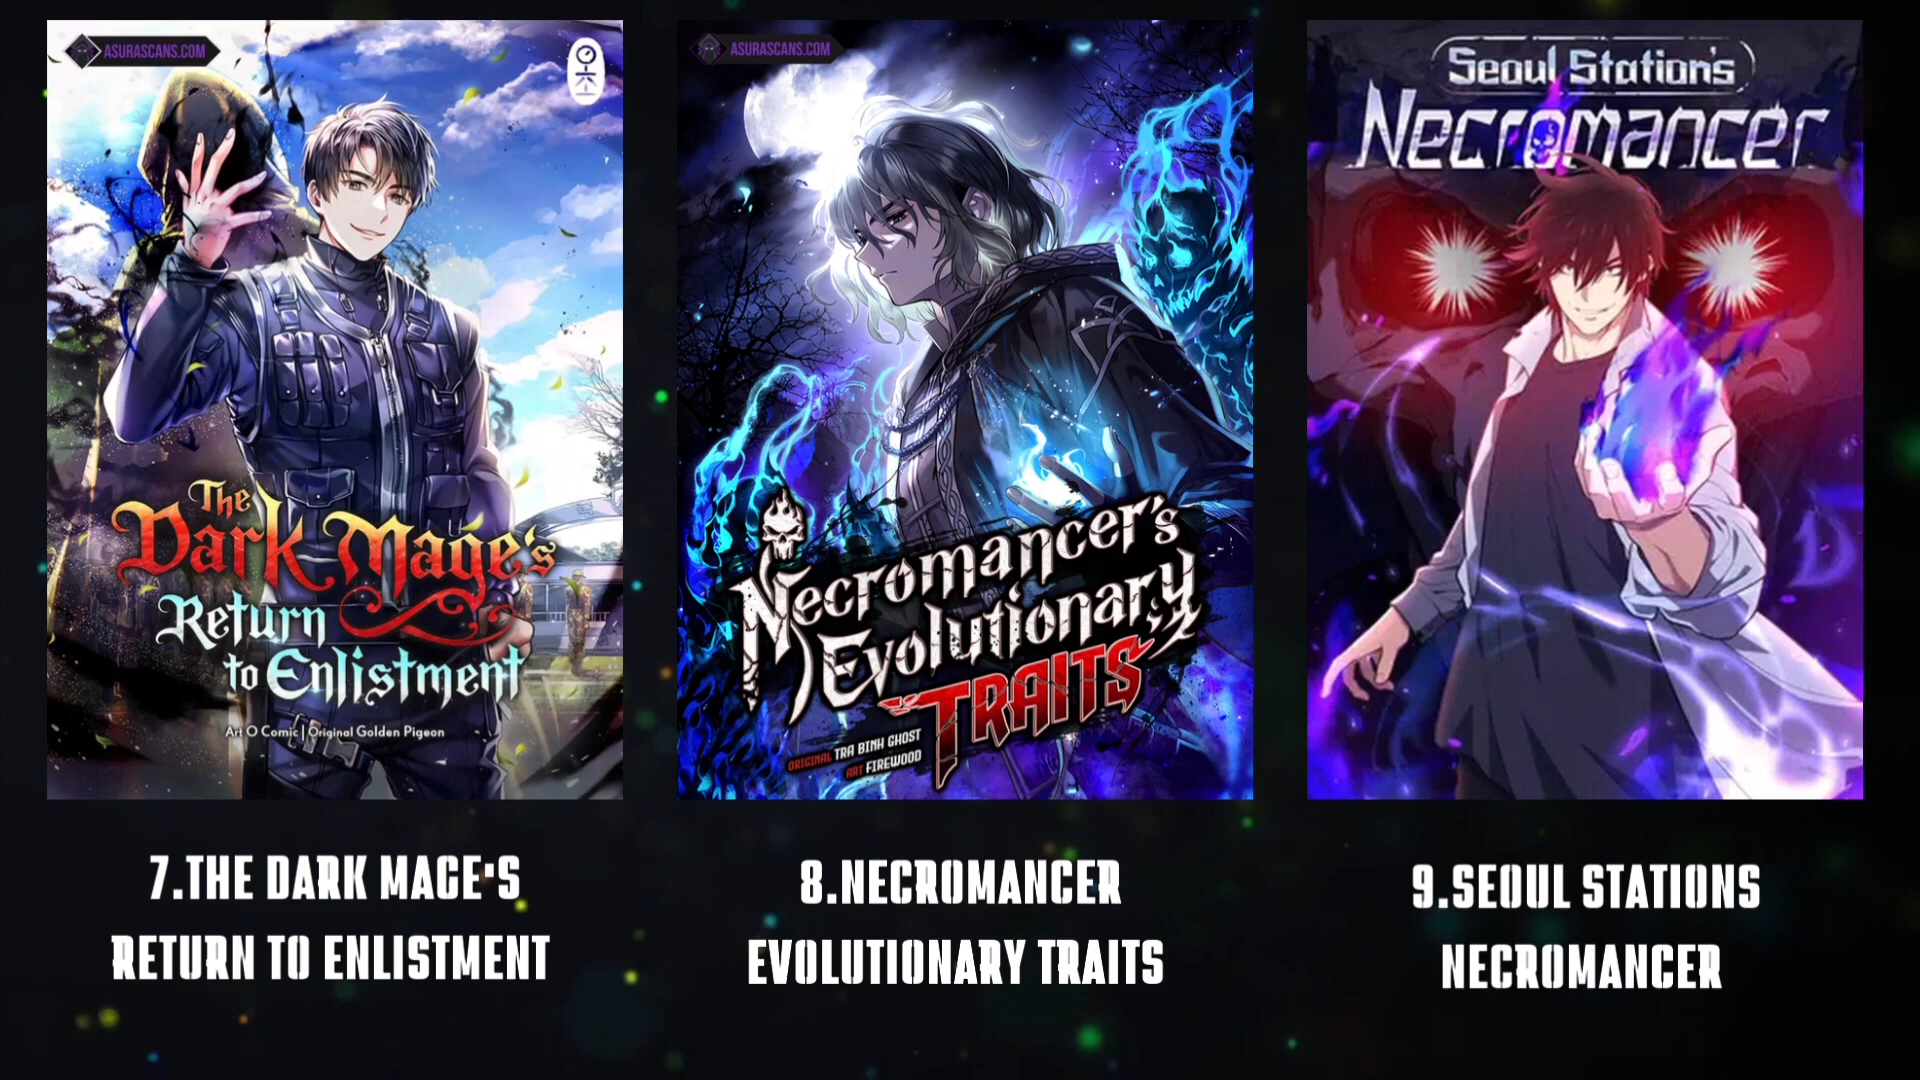 ASURASCANS.COM
The
Dark Mage's
Return
to Enlistment
Art O Comic | Original Golden Pigeon
7.THE DARK MAGE'S
RETURN TO ENLISTMENT
ASURASCANS.COM
Necromancer's
Evolutionary
TRAITS
ORIGINAL TRA BINH GHOST
ART FIREWOOD
8.NECROMANCER
EVOLUTIONARY TRAITS
Seoul Station's
Necromancer
9.SEOUL STATIONS
NECROMANCER